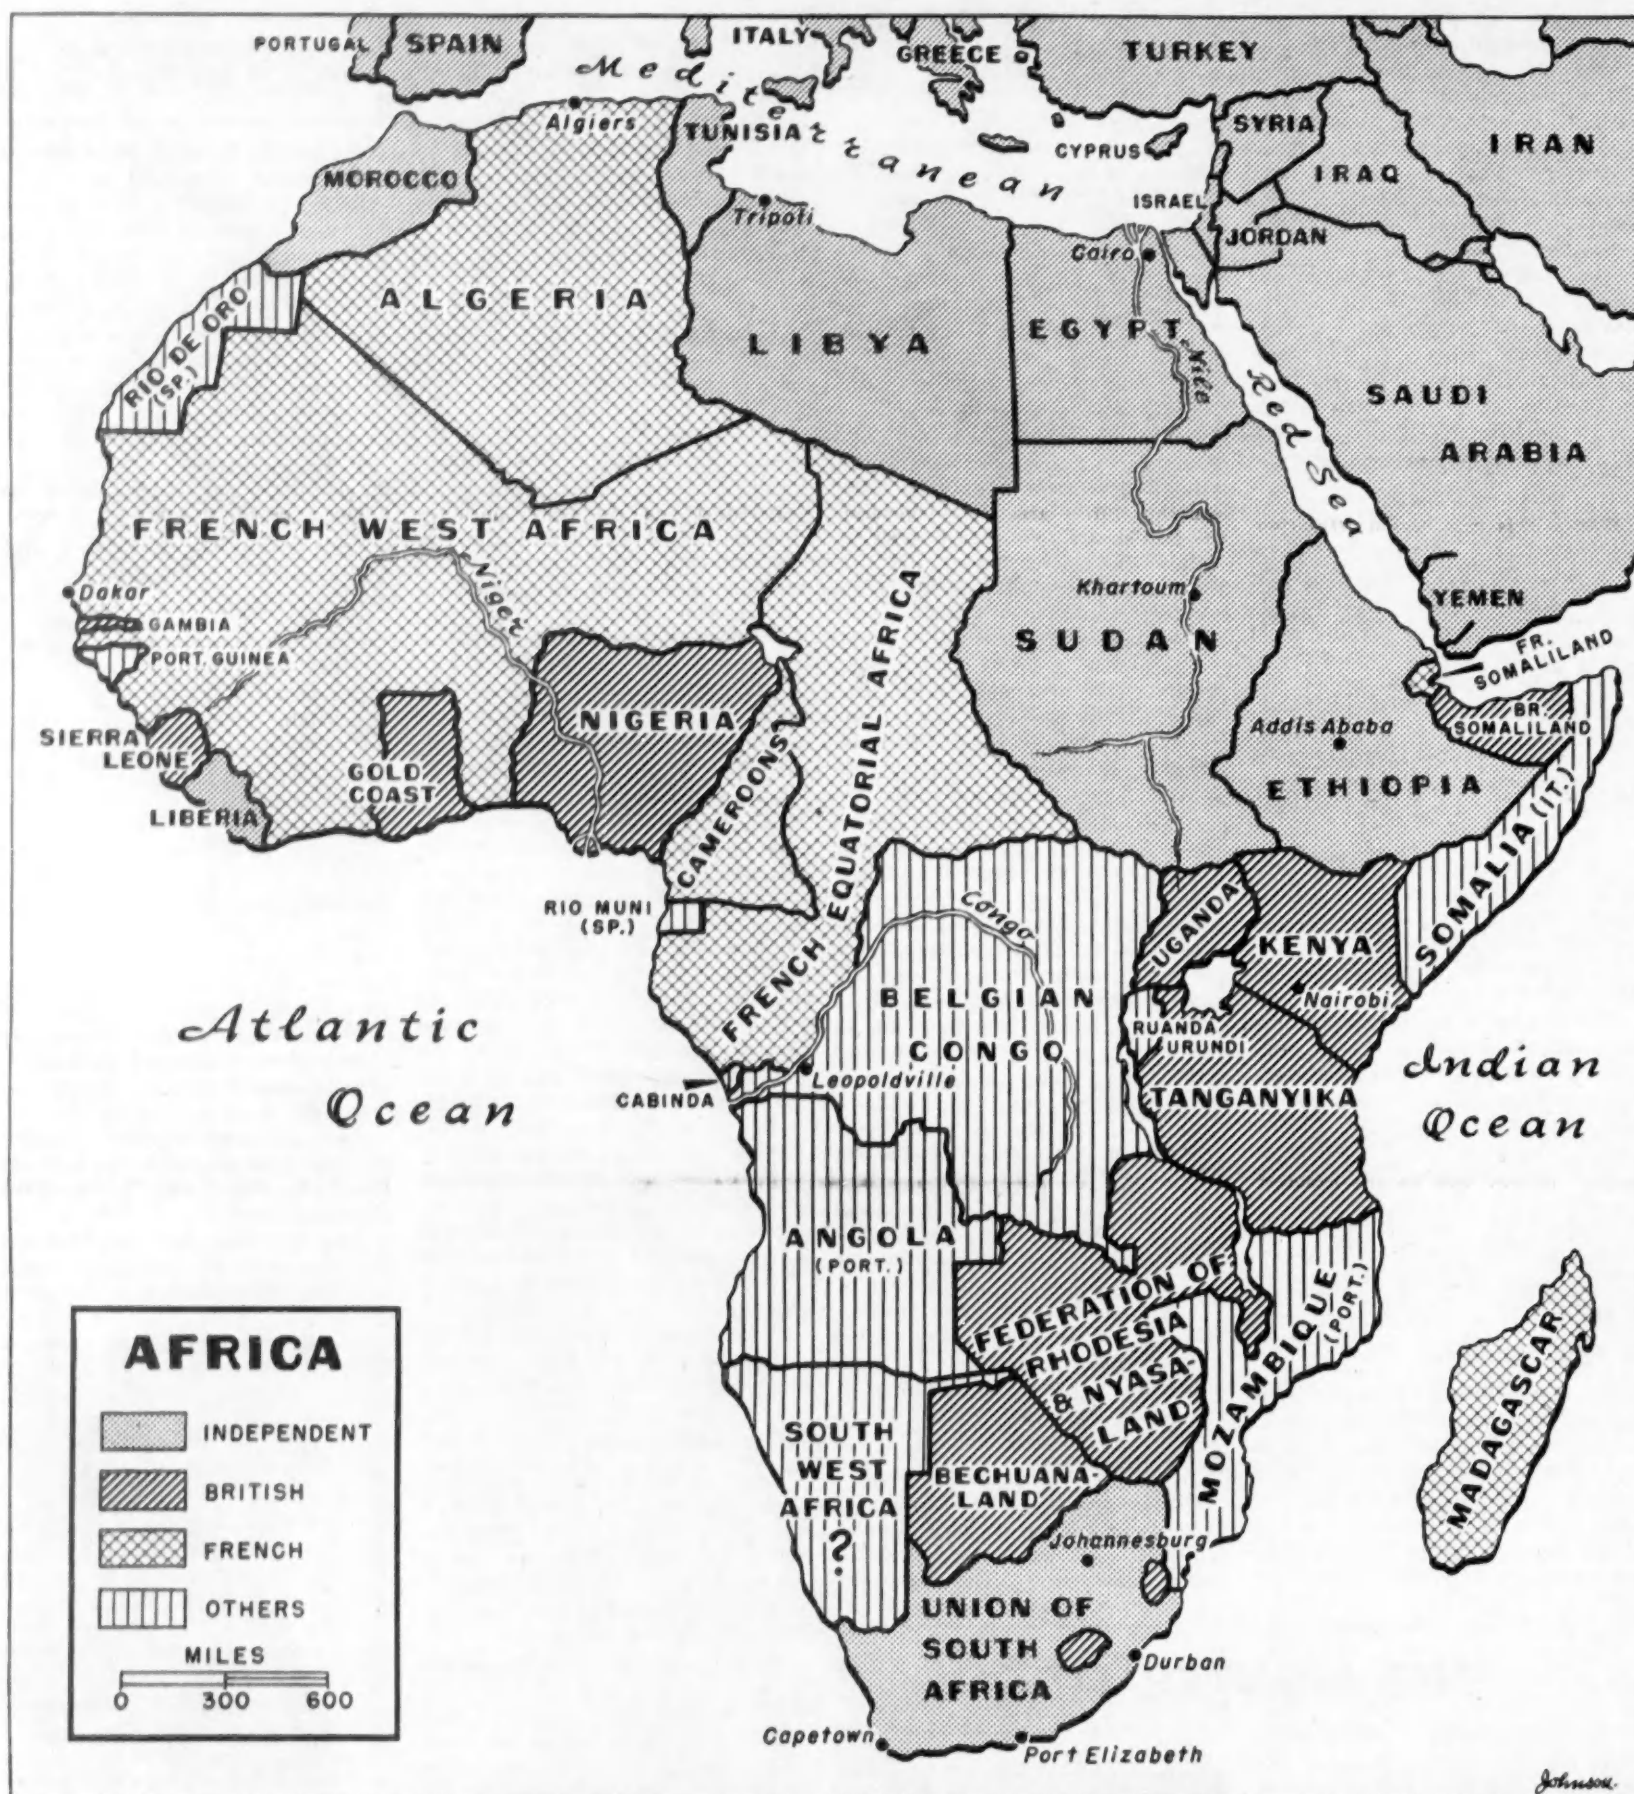 PORTUGAL
SPAIN
ITALY
GREECE
TURKEY
Mediterranean
Algiers
TUNISIA
CYPRUS
SYRIA
IRAN
IRAQ
MOROCCO
ISRAEL
Tripoli
JORDAN
Cairo
RIO DE ORO
(SP.)
ALGERIA
LIBYA
EGYPT
Nile
Red Sea
SAUDI
ARABIA
FRENCH WEST AFRICA
Niger
Dakar
GAMBIA
PORT. GUINEA
Khartoum
YEMEN
SUDAN
FR.
SOMALILAND
SIERRA
LEONE
NIGERIA
GOLD
COAST
LIBERIA
CAMEROONS
FRENCH EQUATORIAL AFRICA
Addis Ababa
BR.
SOMALILAND
ETHIOPIA
SOMALIA (IT.)
RIO MUNI
(SP.)
Congo
UGANDA
KENYA
Nairobi
BELGIAN
CONGO
RUANDA
URUNDI
Atlantic
Ocean
Leopoldville
CABINDA
TANGANYIKA
Indian
Ocean
ANGOLA
(PORT.)
FEDERATION OF
RHODESIA
& NYASA-
LAND
MOZAMBIQUE
(PORT.)
MADAGASCAR
SOUTH
WEST
AFRICA
?
BECHUANA-
LAND
Johannesburg
UNION OF
SOUTH
AFRICA
Durban
Capetown
Port Elizabeth
AFRICA
INDEPENDENT
BRITISH
FRENCH
OTHERS
MILES
0 300 600
Johnson.